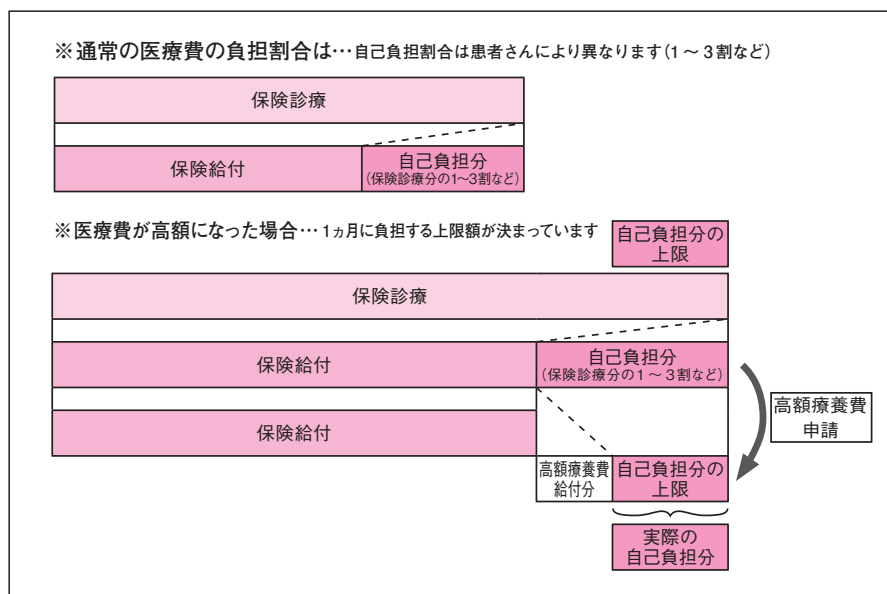 ※通常の医療費の負担割合は…自己負担割合は患者さんにより異なります(1～3割など)
保険診療
保険給付
自己負担分
(保険診療分の1～3割など)
※医療費が高額になった場合…1ヵ月に負担する上限額が決まっています
自己負担分の
上限
保険診療
保険給付
自己負担分
(保険診療分の1～3割など)
高額療養費
申請
保険給付
高額療養費
給付分
自己負担分の
上限
実際の
自己負担分